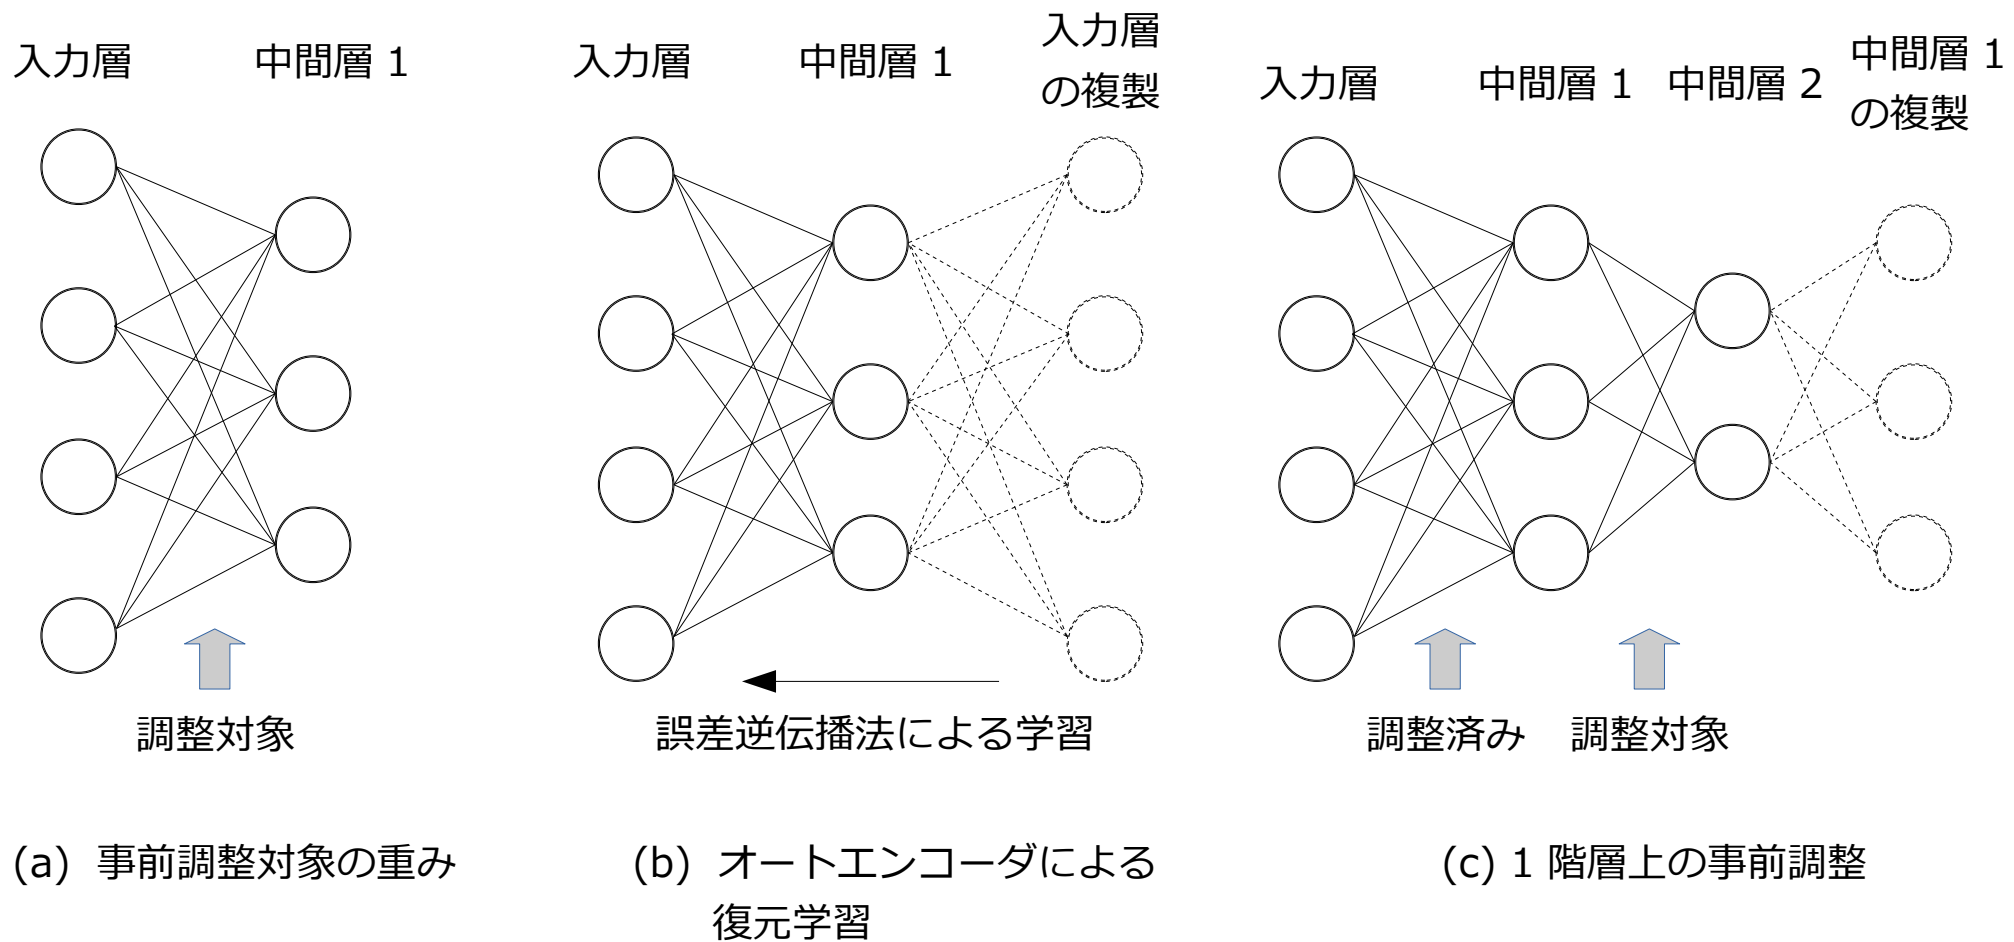 入力層
中間層 1
調整対象
(a) 事前調整対象の重み
入力層
中間層 1
入力層
の複製
誤差逆伝播法による学習
(b) オートエンコーダによる
復元学習
入力層
中間層 1
中間層 2
中間層 1
の複製
調整済み
調整対象
(c) 1 階層上の事前調整